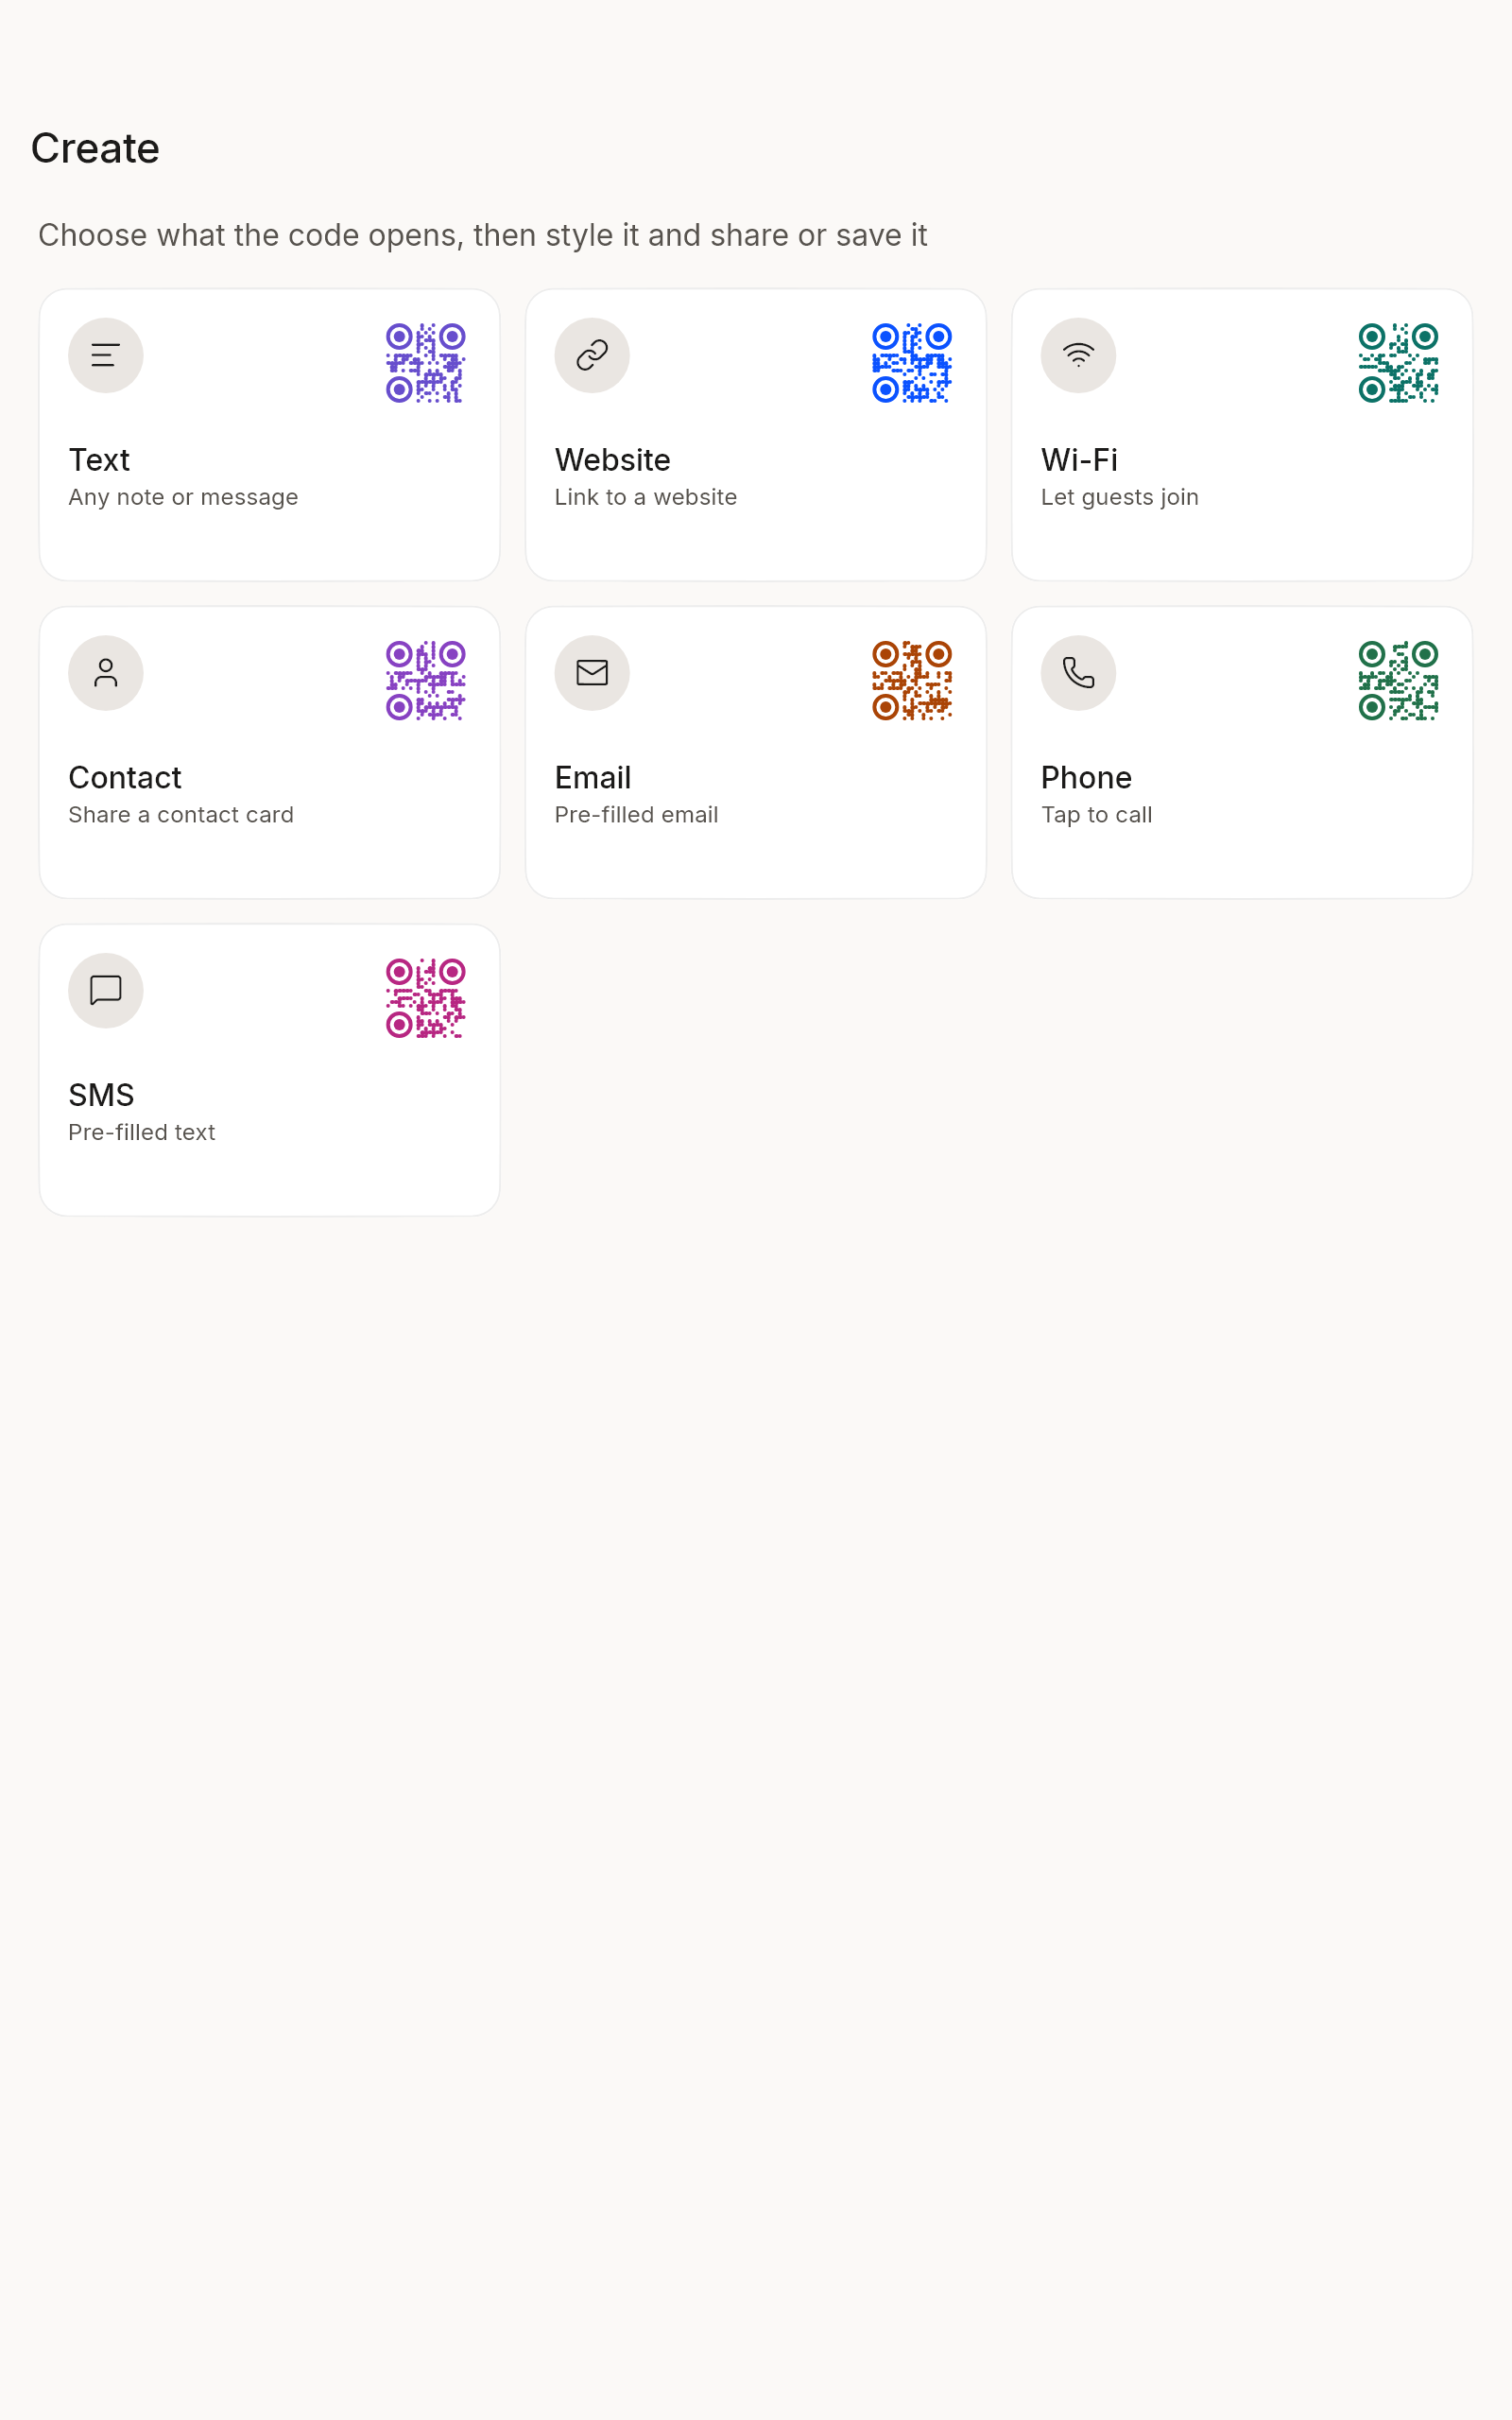 Create
Choose what the code opens, then style it and share or save it
Text
Any note or message
Website
Link to a website
Wi-Fi
Let guests join
Contact
Share a contact card
Email
Pre-filled email
Phone
Tap to call
SMS
Pre-filled text